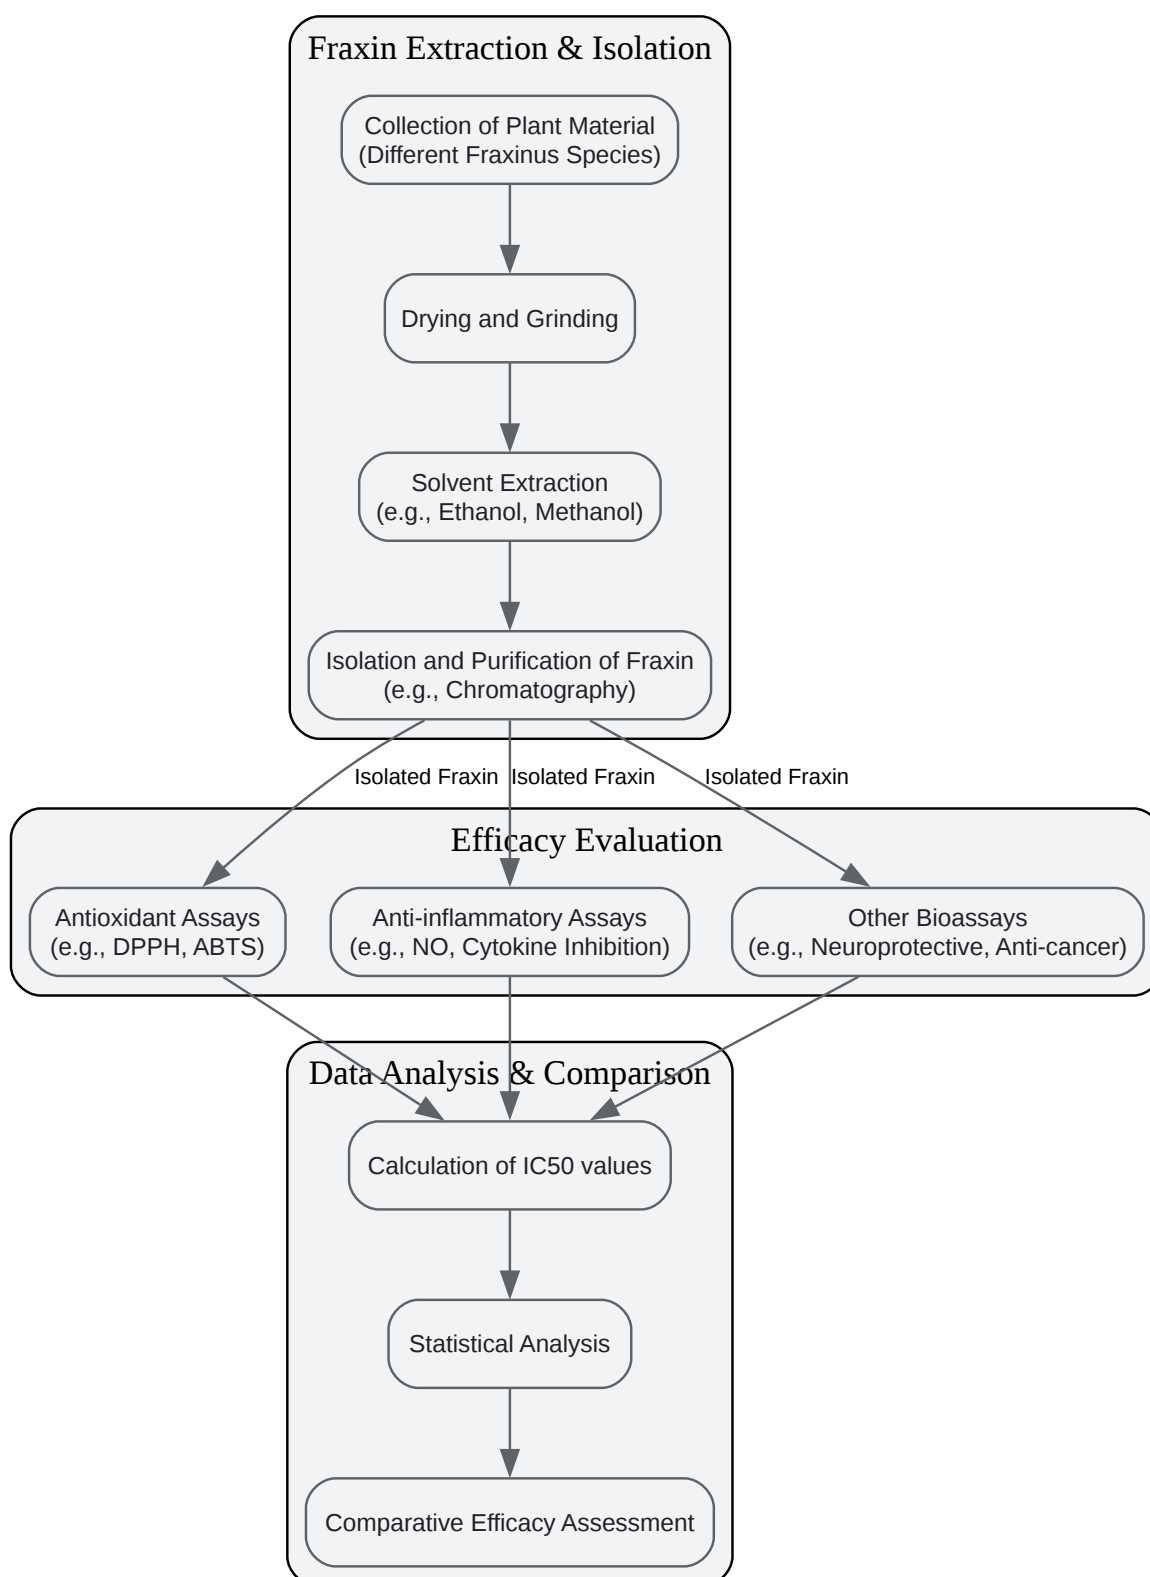 Fraxin Extraction & Isolation
Collection of Plant Material
(Different Fraxinus Species)
Drying and Grinding
Solvent Extraction
(e.g., Ethanol, Methanol)
Isolation and Purification of Fraxin
(e.g., Chromatography)
Isolated Fraxin
Isolated Fraxin
Isolated Fraxin
Efficacy Evaluation
Antioxidant Assays
(e.g., DPPH, ABTS)
Anti-inflammatory Assays
(e.g., NO, Cytokine Inhibition)
Other Bioassays
(e.g., Neuroprotective, Anti-cancer)
Data Analysis & Comparison
Calculation of IC50 values
Statistical Analysis
Comparative Efficacy Assessment